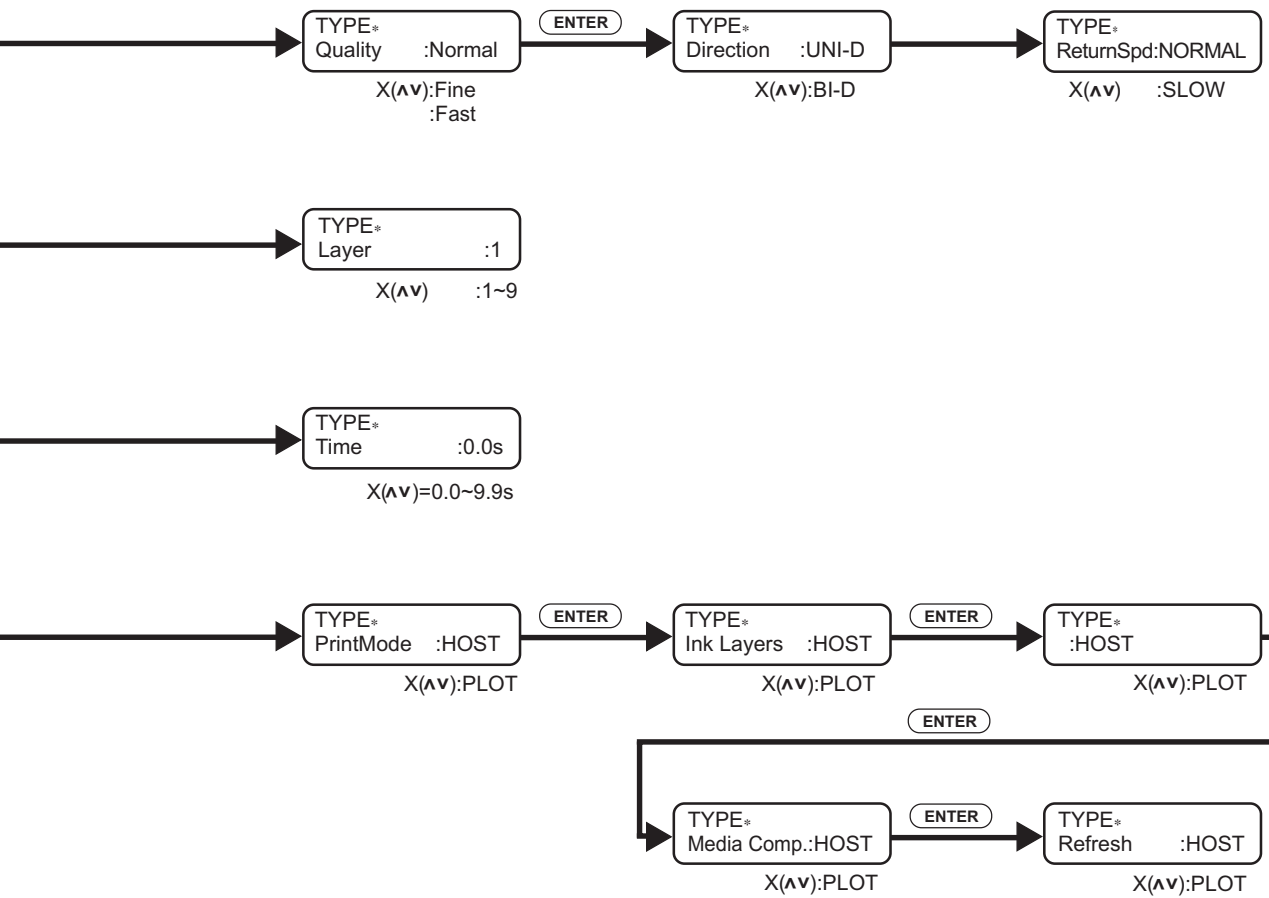 TYPE* ENTER TYPE* TYPE*
Quality :Normal Direction :UNI-D ReturnSpd:NORMAL
X(∧∨):Fine X(∧∨):BI-D X(∧∨) :SLOW
:Fast
TYPE*
Layer :1
X(∧∨) :1~9
TYPE*
Time :0.0s
X(∧∨)=0.0~9.9s
TYPE* ENTER TYPE* ENTER TYPE*
PrintMode :HOST Ink Layers :HOST :HOST
X(∧∨):PLOT X(∧∨):PLOT X(∧∨):PLOT
ENTER
TYPE* ENTER TYPE*
Media Comp.:HOST Refresh :HOST
X(∧∨):PLOT X(∧∨):PLOT